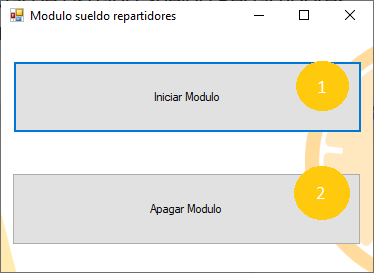 Modulo sueldo repartidores
1
Iniciar Modulo
2
Apagar Modulo